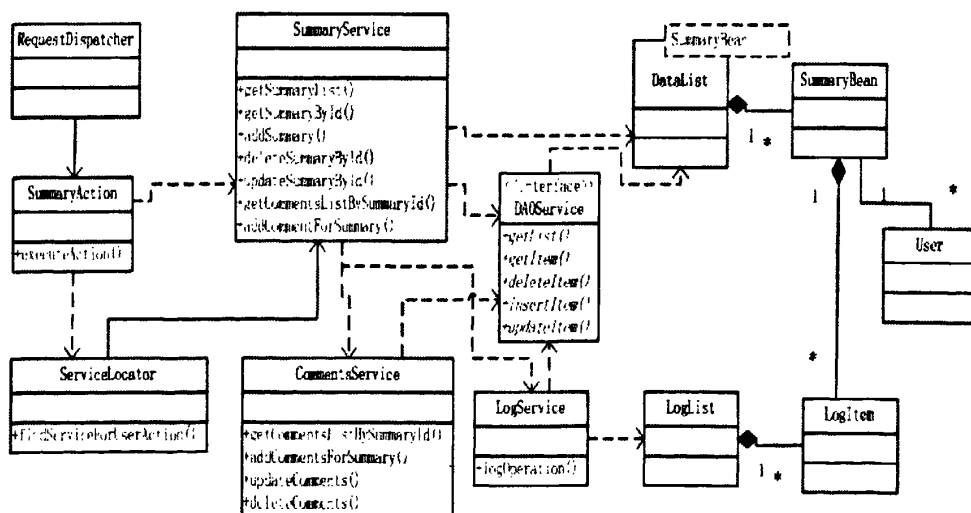 RequestDispatcher
SummaryService
+getSummaryList()
+getSummaryById()
+addSummary()
+deleteSummaryById()
+updateSummaryById()
+getCommentsListBySummaryId()
+addCommentForSummary()
SummaryBean
DataList
SummaryBean
1
*
SummaryAction
+executeAction()
<<interface>>
DAOService
+getList()
+getItem()
+deleteItem()
+insertItem()
+updateItem()
1
1
*
User
ServiceLocator
+findServiceForUserAction()
CommentsService
+getCommentsListBySummaryId()
+addCommentsForSummary()
+updateComments()
+deleteComments()
LogService
+logOperation()
LogList
1
*
*
LogItem